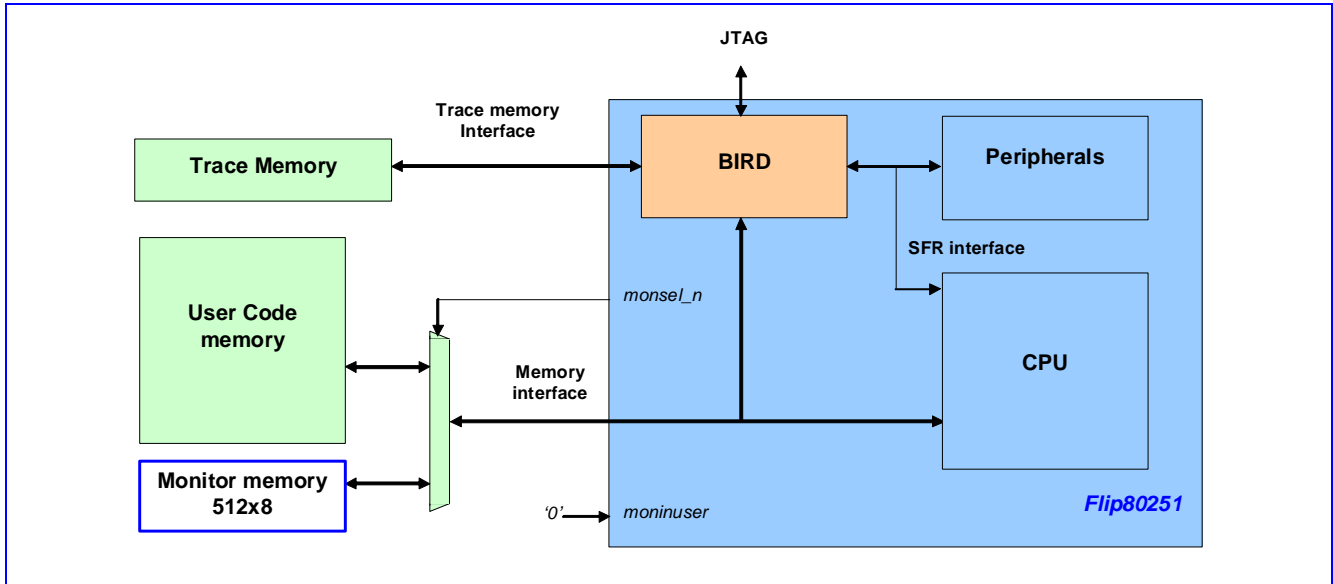 JTAG
Trace memory
Interface
Trace Memory
BIRD
Peripherals
SFR interface
User Code
memory
monsel_n
CPU
Memory
interface
Monitor memory
512x8
‘0’
moninuser
Flip80251